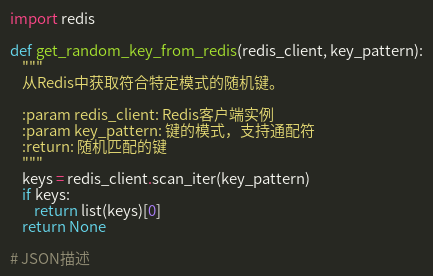 import redis

def get_random_key_from_redis(redis_client, key_pattern):
    """
    从Redis中获取符合特定模式的随机键。

    :param redis_client: Redis客户端实例
    :param key_pattern: 键的模式，支持通配符
    :return: 随机匹配的键
    """
    keys = redis_client.scan_iter(key_pattern)
    if keys:
        return list(keys)[0]
    return None

# JSON描述